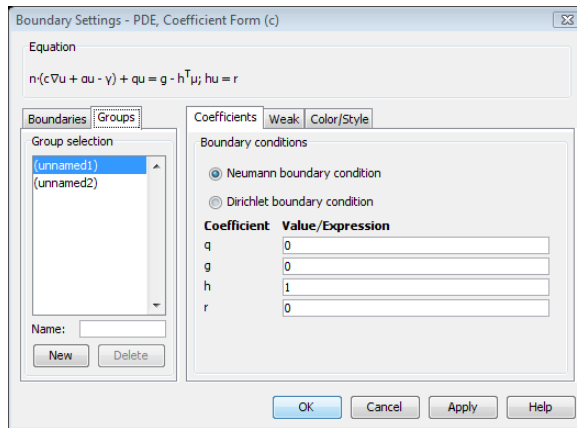 Boundary Settings - PDE, Coefficient Form (c)
Equation
n·(c∇u + αu - γ) + qu = g - hᵀμ; hu = r
Boundaries Groups
Group selection
(unnamed1)
(unnamed2)
Name:
New Delete
Coefficients Weak Color/Style
Boundary conditions
Neumann boundary condition
Dirichlet boundary condition
Coefficient Value/Expression
q 0
g 0
h 1
r 0
OK Cancel Apply Help